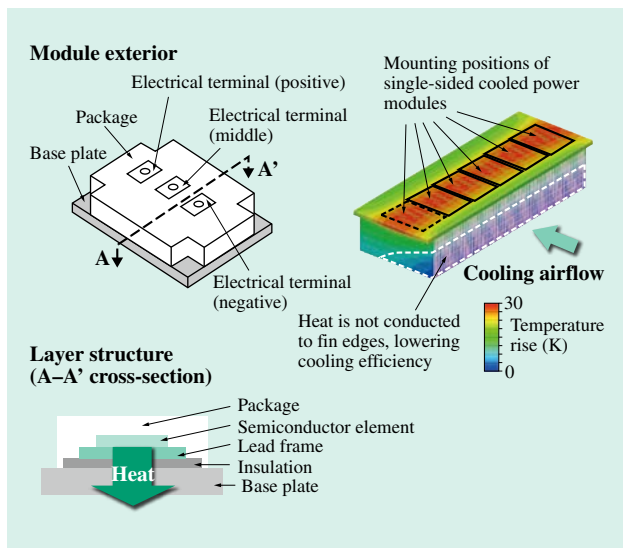 Module exterior
Electrical terminal (positive)
Electrical terminal
(middle)
Package
Base plate
A'
A
Electrical terminal
(negative)
Mounting positions of
single-sided cooled power
modules
Cooling airflow
Heat is not conducted
to fin edges, lowering
cooling efficiency
30
Temperature
rise (K)
0
Layer structure
(A–A' cross-section)
Package
Semiconductor element
Lead frame
Insulation
Base plate
Heat